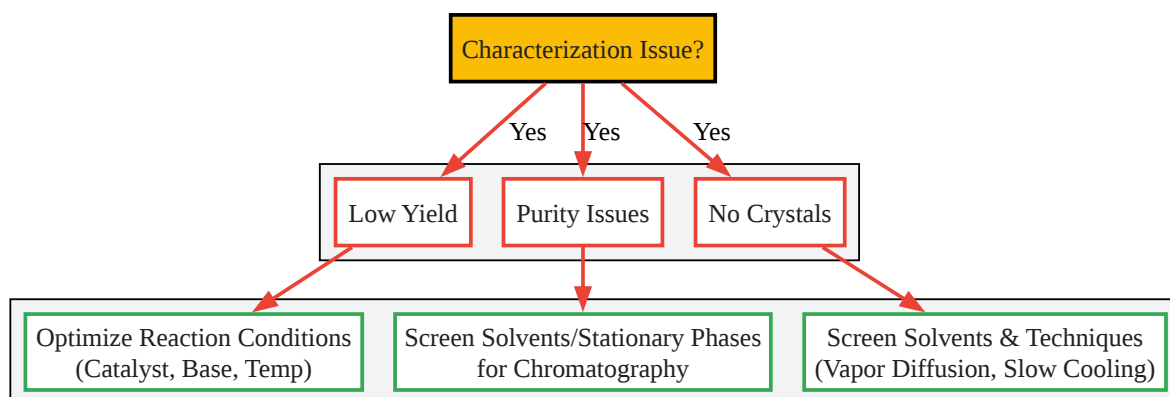 Characterization Issue?
Yes
Yes
Yes
Low Yield
Purity Issues
No Crystals
Optimize Reaction Conditions
(Catalyst, Base, Temp)
Screen Solvents/Stationary Phases
for Chromatography
Screen Solvents & Techniques
(Vapor Diffusion, Slow Cooling)